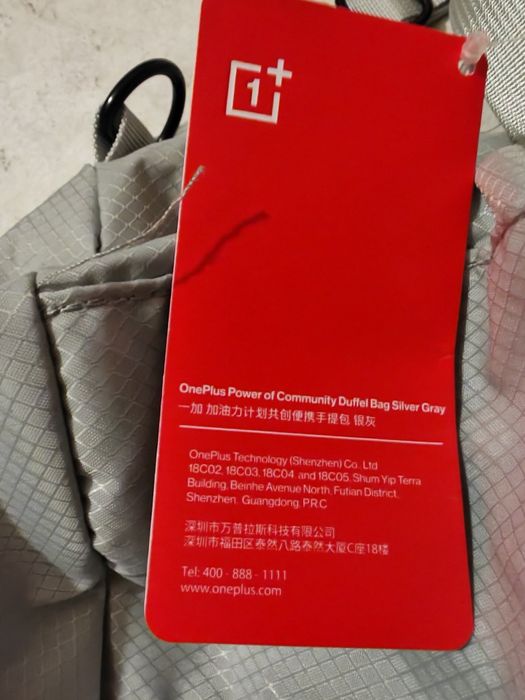 1+
OnePlus Power of Community Duffel Bag Silver Gray
一加 加油力计划共创便携手提包 银灰
OnePlus Technology (Shenzhen) Co., Ltd
18C02, 18C03, 18C04 and 18C05, Shum Yip Terra
Building, Beinhe Avenue North, Futian District,
Shenzhen, Guangdong, P.R.C
深圳市万普拉斯科技有限公司
深圳市福田区泰然八路泰然大厦C座18楼
Tel: 400 - 888 - 1111
www.oneplus.com